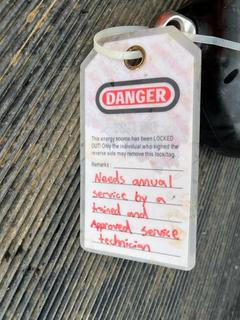 DANGER
This energy source has been LOCKED
OUT! Only the individual who signed the
reverse side may remove this lock/tag.
Remarks:
Needs annual
service by a
trained and
Approved service
technician